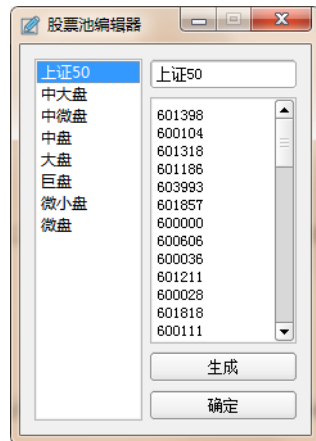 股票池编辑器
上证50
中大盘
中微盘
中盘
大盘
巨盘
微小盘
微盘
上证50
601398
600104
601318
601186
603993
601857
600000
600606
600036
601211
600028
601818
600111
生成
确定